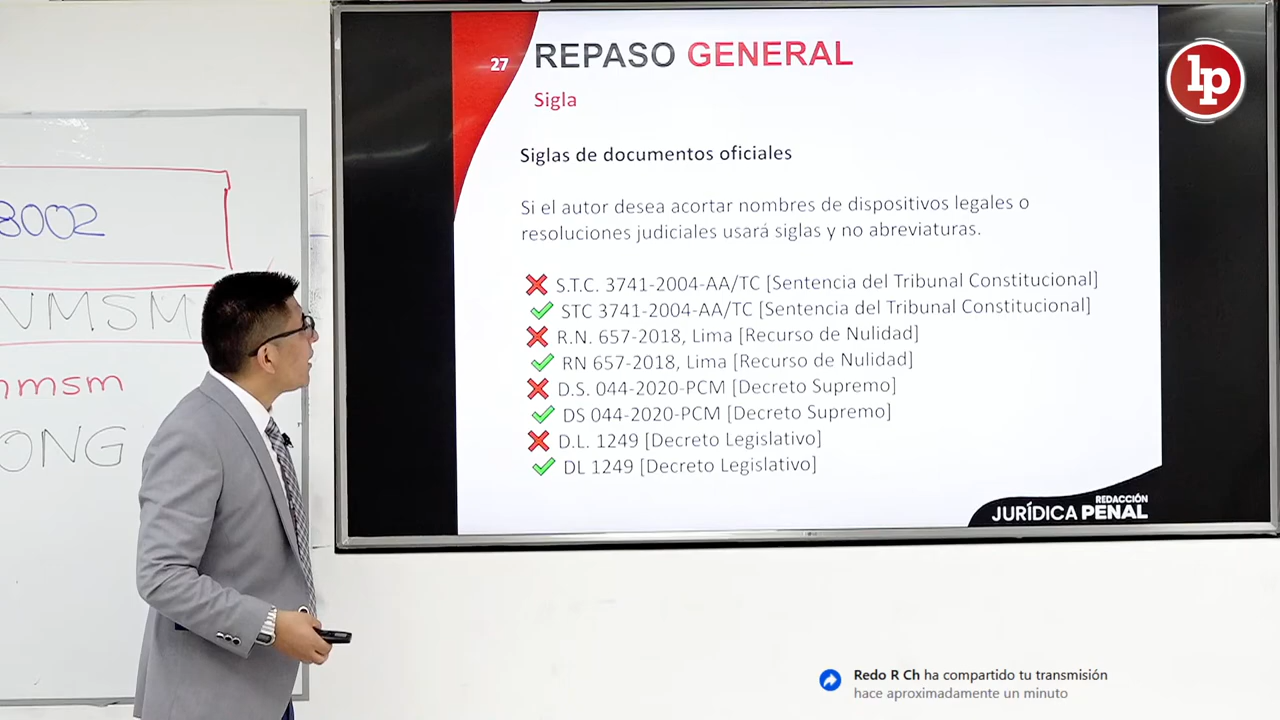 27
REPASO GENERAL
Sigla
lp
Siglas de documentos oficiales
Si el autor desea acortar nombres de dispositivos legales o
resoluciones judiciales usará siglas y no abreviaturas.
S.T.C. 3741-2004-AA/TC [Sentencia del Tribunal Constitucional]
STC 3741-2004-AA/TC [Sentencia del Tribunal Constitucional]
R.N. 657-2018, Lima [Recurso de Nulidad]
RN 657-2018, Lima [Recurso de Nulidad]
D.S. 044-2020-PCM [Decreto Supremo]
DS 044-2020-PCM [Decreto Supremo]
D.L. 1249 [Decreto Legislativo]
DL 1249 [Decreto Legislativo]
REDACCIÓN
JURÍDICA PENAL
LG
8002
NMSM
nmsm
ONG
Redo R Ch ha compartido tu transmisión
hace aproximadamente un minuto